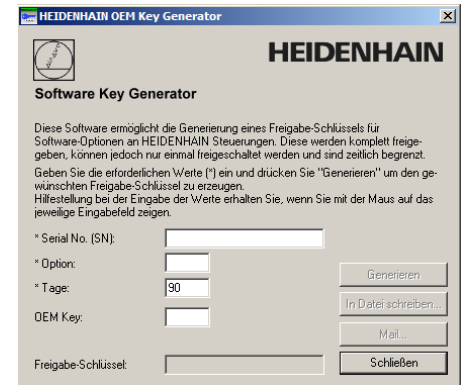 HEIDENHAIN OEM Key Generator
HEIDENHAIN
Software Key Generator
Diese Software ermöglicht die Generierung eines Freigabe-Schlüssels für
Software-Optionen an HEIDENHAIN Steuerungen. Diese werden komplett freige-
geben, können jedoch nur einmal freigeschaltet werden und sind zeitlich begrenzt.
Geben Sie die erforderlichen Werte (*) ein und drücken Sie "Generieren" um den ge-
wünschten Freigabe-Schlüssel zu erzeugen.
Hilfestellung bei der Eingabe der Werte erhalten Sie, wenn Sie mit der Maus auf das
jeweilige Eingabefeld zeigen.
* Serial No. (SN):
* Option:
* Tage: 90
OEM Key:
Freigabe-Schlüssel:
Generieren
In Datei schreiben...
Mail...
Schließen